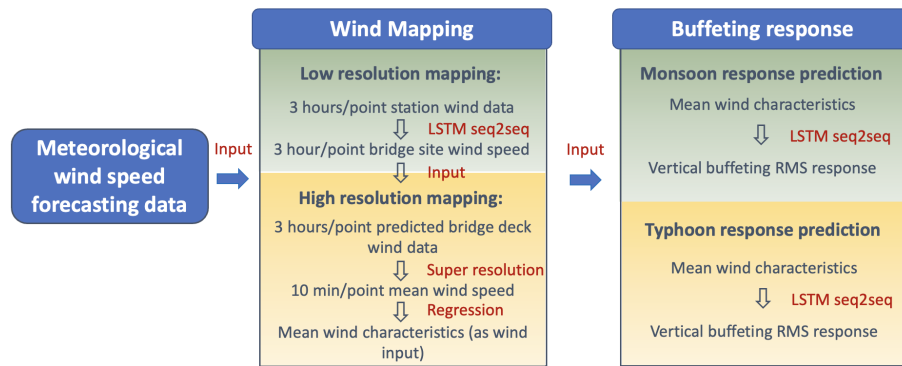 Meteorological
wind speed
forecasting data
Input
Wind Mapping
Low resolution mapping:
3 hours/point station wind data
LSTM seq2seq
3 hour/point bridge site wind speed
Input
High resolution mapping:
3 hours/point predicted bridge deck
wind data
Super resolution
10 min/point mean wind speed
Regression
Mean wind characteristics (as wind
input)
Input
Buffeting response
Monsoon response prediction
Mean wind characteristics
LSTM seq2seq
Vertical buffeting RMS response
Typhoon response prediction
Mean wind characteristics
LSTM seq2seq
Vertical buffeting RMS response